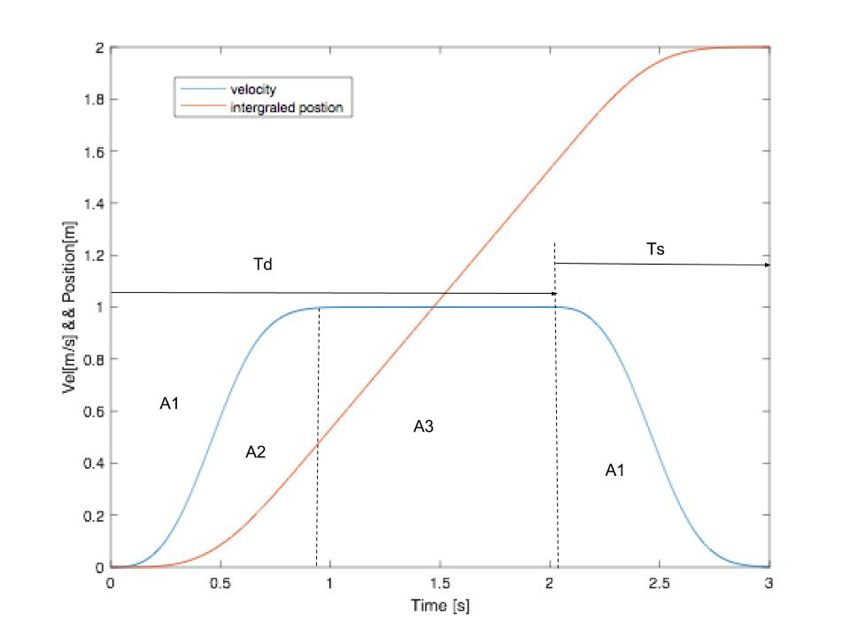 2
1.8
1.6
1.4
1.2
1
0.8
0.6
0.4
0.2
0
velocity
intergraled postion
Td
Ts
A1
A2
A3
A1
0
0.5
1
1.5
2
2.5
3
Time [s]
Vel[m/s] && Position[m]